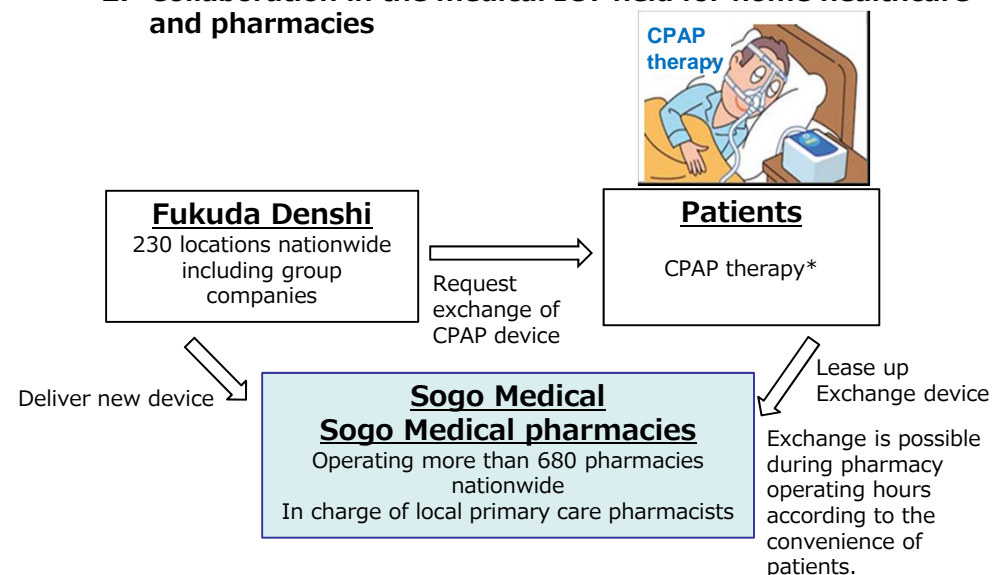 and pharmacies
CPAP
therapy
Fukuda Denshi
230 locations nationwide
including group
companies
Request
exchange of
CPAP device
Patients
CPAP therapy*
Deliver new device
Sogo Medical
Sogo Medical pharmacies
Operating more than 680 pharmacies
nationwide
In charge of local primary care pharmacists
Lease up
Exchange device
Exchange is possible
during pharmacy
operating hours
according to the
convenience of
patients.